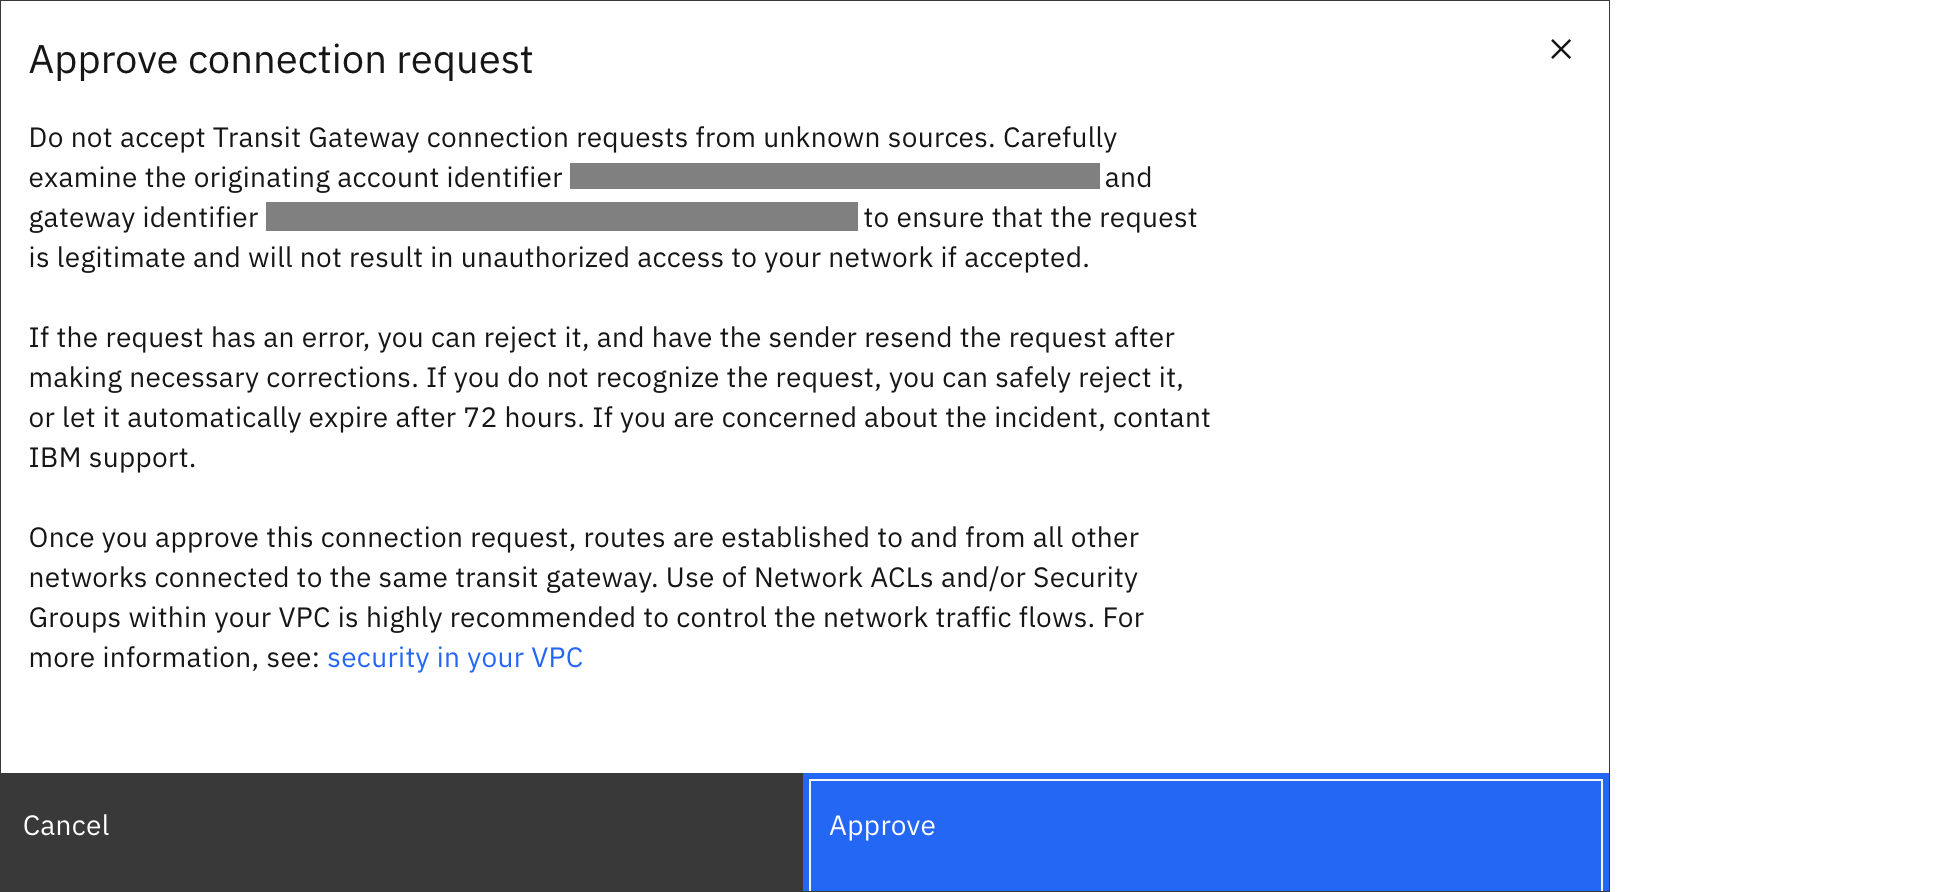 Approve connection request
Do not accept Transit Gateway connection requests from unknown sources. Carefully
examine the originating account identifier and
gateway identifier to ensure that the request
is legitimate and will not result in unauthorized access to your network if accepted.
If the request has an error, you can reject it, and have the sender resend the request after
making necessary corrections. If you do not recognize the request, you can safely reject it,
or let it automatically expire after 72 hours. If you are concerned about the incident, contant
IBM support.
Once you approve this connection request, routes are established to and from all other
networks connected to the same transit gateway. Use of Network ACLs and/or Security
Groups within your VPC is highly recommended to control the network traffic flows. For
more information, see: security in your VPC
Cancel
Approve